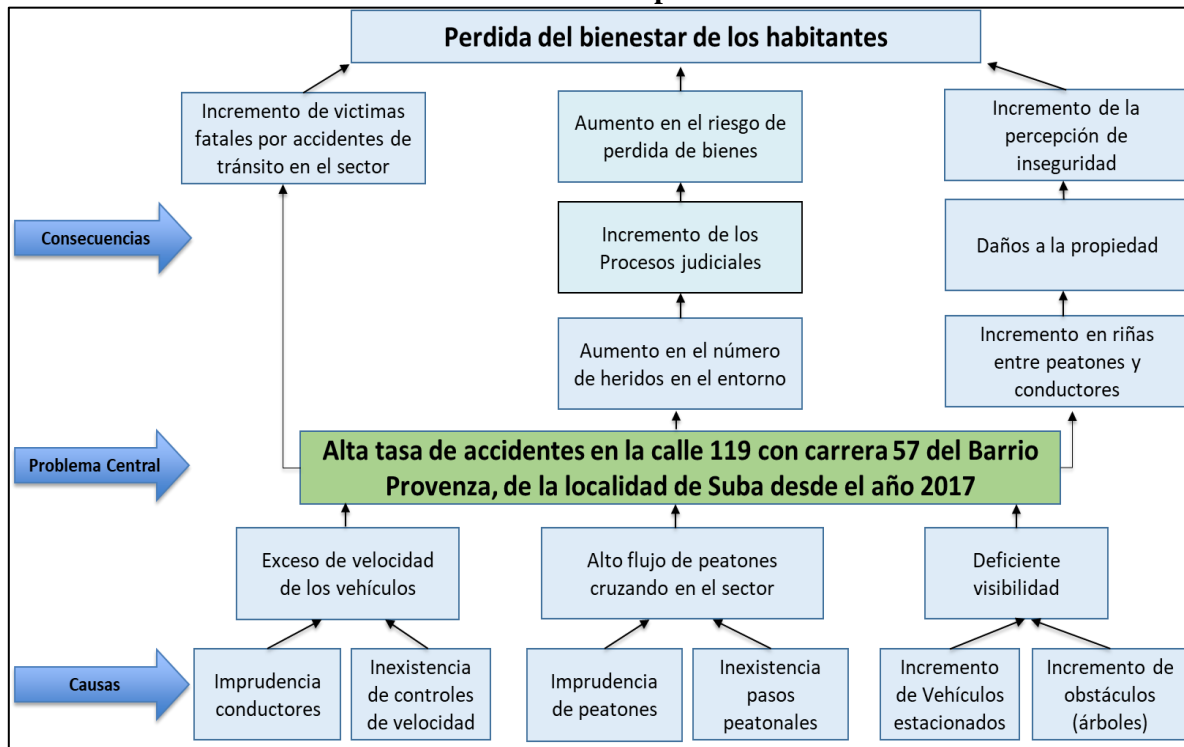 Perdida del bienestar de los habitantes
Incremento de victimas
fatales por accidentes de
tránsito en el sector
Aumento en el riesgo de
perdida de bienes
Incremento de la
percepción de
inseguridad
Consecuencias
Incremento de los
Procesos judiciales
Daños a la propiedad
Aumento en el número
de heridos en el entorno
Incremento en riñas
entre peatones y
conductores
Problema Central
Alta tasa de accidentes en la calle 119 con carrera 57 del Barrio
Provenza, de la localidad de Suba desde el año 2017
Exceso de velocidad
de los vehículos
Alto flujo de peatones
cruzando en el sector
Deficiente
visibilidad
Causas
Imprudencia
conductores
Inexistencia
de controles
de velocidad
Imprudencia
de peatones
Inexistencia
pasos
peatonales
Incremento
de Vehículos
estacionados
Incremento de
obstáculos
(árboles)